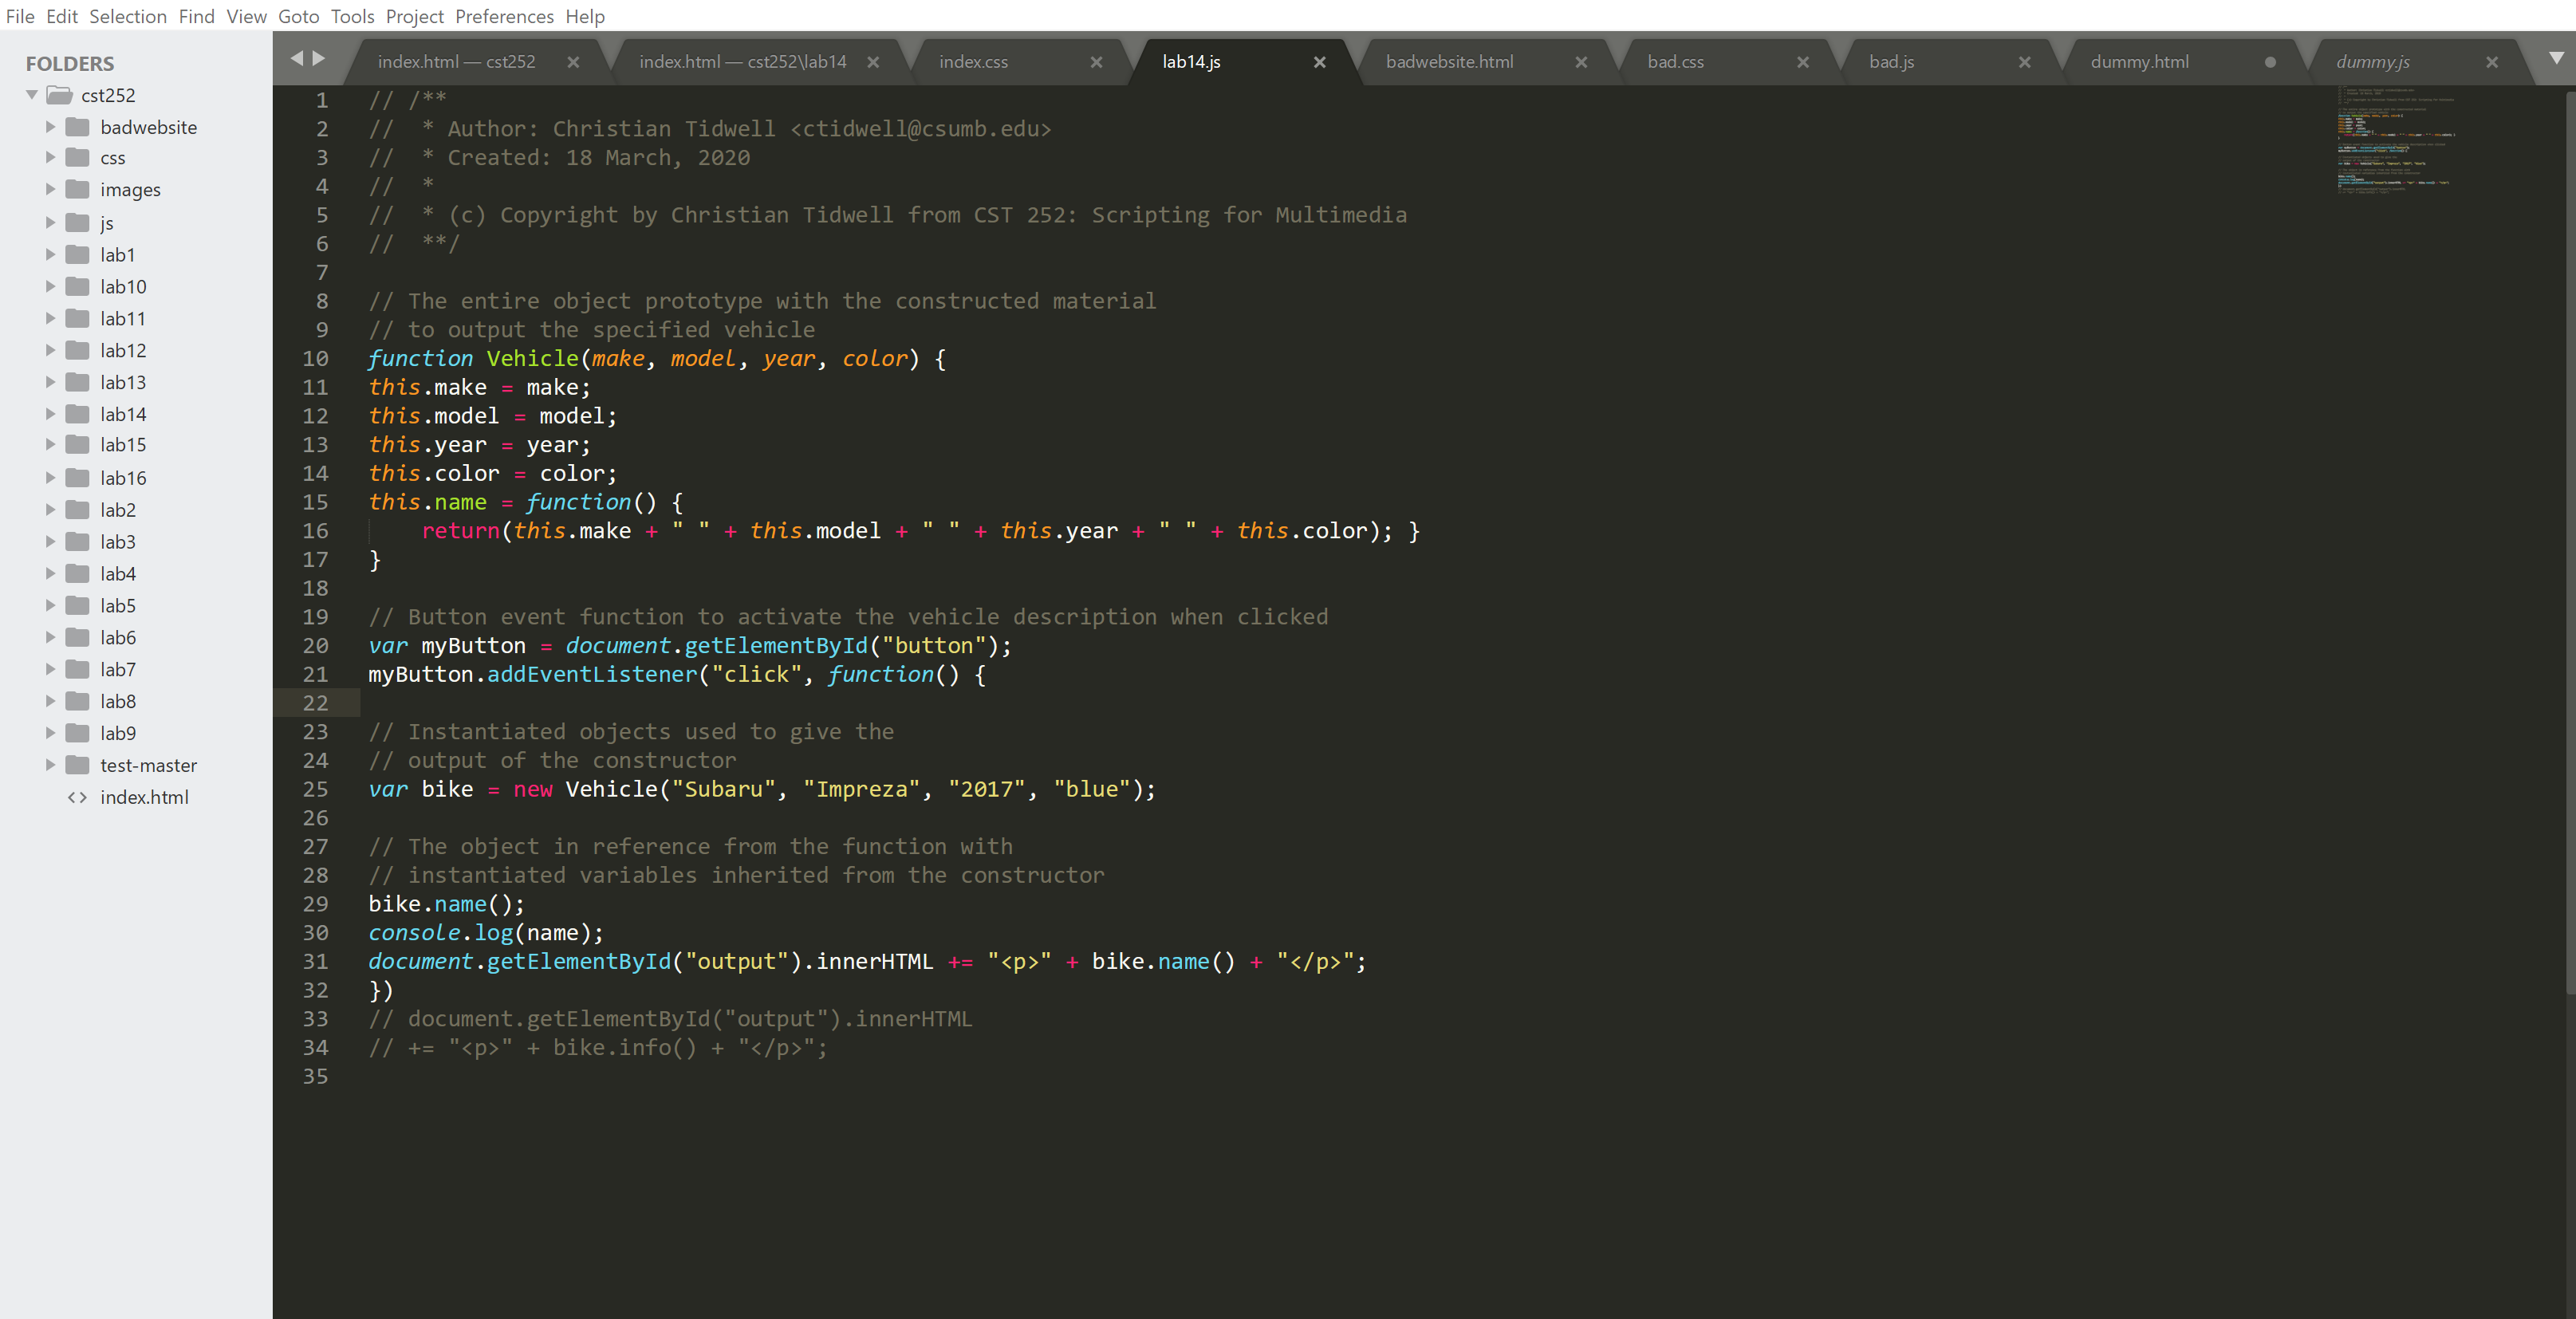 File Edit Selection Find View Goto Tools Project Preferences Help
FOLDERS
cst252
badwebsite
css
images
js
lab1
lab10
lab11
lab12
lab13
lab14
lab15
lab16
lab2
lab3
lab4
lab5
lab6
lab7
lab8
lab9
test-master
<> index.html
index.html — cst252
index.html — cst252\lab14
index.css
lab14.js
badwebsite.html
bad.css
bad.js
dummy.html
dummy.js
1 // /**
2 //  * Author: Christian Tidwell <ctidwell@csumb.edu>
3 //  * Created: 18 March, 2020
4 //  *
5 //  * (c) Copyright by Christian Tidwell from CST 252: Scripting for Multimedia
6 //  **/
7
8 // The entire object prototype with the constructed material
9 // to output the specified vehicle
10 function Vehicle(make, model, year, color) {
11 this.make = make;
12 this.model = model;
13 this.year = year;
14 this.color = color;
15 this.name = function() {
16     return(this.make + " " + this.model + " " + this.year + " " + this.color); }
17 }
18
19 // Button event function to activate the vehicle description when clicked
20 var myButton = document.getElementById("button");
21 myButton.addEventListener("click", function() {
22
23 // Instantiated objects used to give the
24 // output of the constructor
25 var bike = new Vehicle("Subaru", "Impreza", "2017", "blue");
26
27 // The object in reference from the function with
28 // instantiated variables inherited from the constructor
29 bike.name();
30 console.log(name);
31 document.getElementById("output").innerHTML += "<p>" + bike.name() + "</p>";
32 })
33 // document.getElementById("output").innerHTML
34 // += "<p>" + bike.info() + "</p>";
35